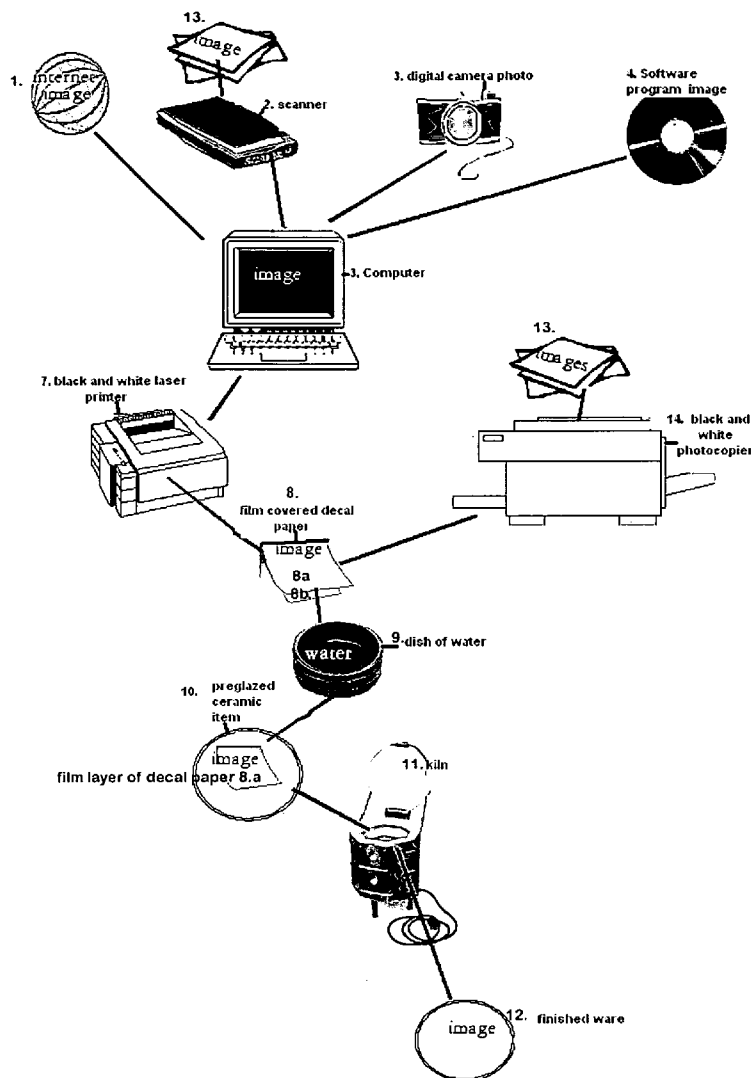 13.
image
1.
internet
image
2. scanner
Scanner
3. digital camera photo
4. Software
program image
image
3. Computer
13.
images
7. black and white laser
printer
14. black and
white
photocopier
8.
film covered decal
paper
image
8a
8b
water
9. dish of water
10. preglazed
ceramic
item
image
film layer of decal paper 8.a
11. kiln
image
12. finished ware